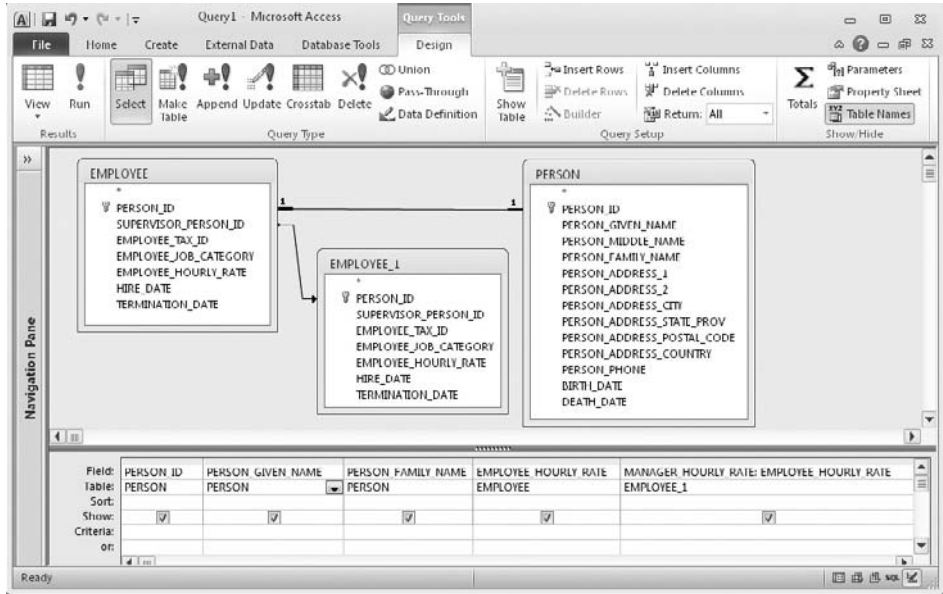 Query1 - Microsoft Access
Query Tools
File Home Create External Data Database Tools Design
View
Run
Results
Select
Make Table
Append
Update
Crosstab
Delete
Union
Pass-Through
Data Definition
Query Type
Show Table
Insert Rows
Delete Rows
Builder
Insert Columns
Delete Columns
Return: All
Query Setup
Totals
Parameters
Property Sheet
Table Names
Show/Hide
Navigation Pane
EMPLOYEE
*
PERSON_ID
SUPERVISOR_PERSON_ID
EMPLOYEE_TAX_ID
EMPLOYEE_JOB_CATEGORY
EMPLOYEE_HOURLY_RATE
HIRE_DATE
TERMINATION_DATE
1
1
EMPLOYEE_1
*
PERSON_ID
SUPERVISOR_PERSON_ID
EMPLOYEE_TAX_ID
EMPLOYEE_JOB_CATEGORY
EMPLOYEE_HOURLY_RATE
HIRE_DATE
TERMINATION_DATE
PERSON
*
PERSON_ID
PERSON_GIVEN_NAME
PERSON_MIDDLE_NAME
PERSON_FAMILY_NAME
PERSON_ADDRESS_1
PERSON_ADDRESS_2
PERSON_ADDRESS_CITY
PERSON_ADDRESS_STATE_PROV
PERSON_ADDRESS_POSTAL_CODE
PERSON_ADDRESS_COUNTRY
PERSON_PHONE
BIRTH_DATE
DEATH_DATE
Field: PERSON_ID PERSON_GIVEN_NAME PERSON_FAMILY_NAME EMPLOYEE_HOURLY_RATE MANAGER_HOURLY_RATE: EMPLOYEE_HOURLY_RATE
Table: PERSON PERSON PERSON EMPLOYEE EMPLOYEE_1
Sort:
Show:
Criteria:
or:
Ready
SQL